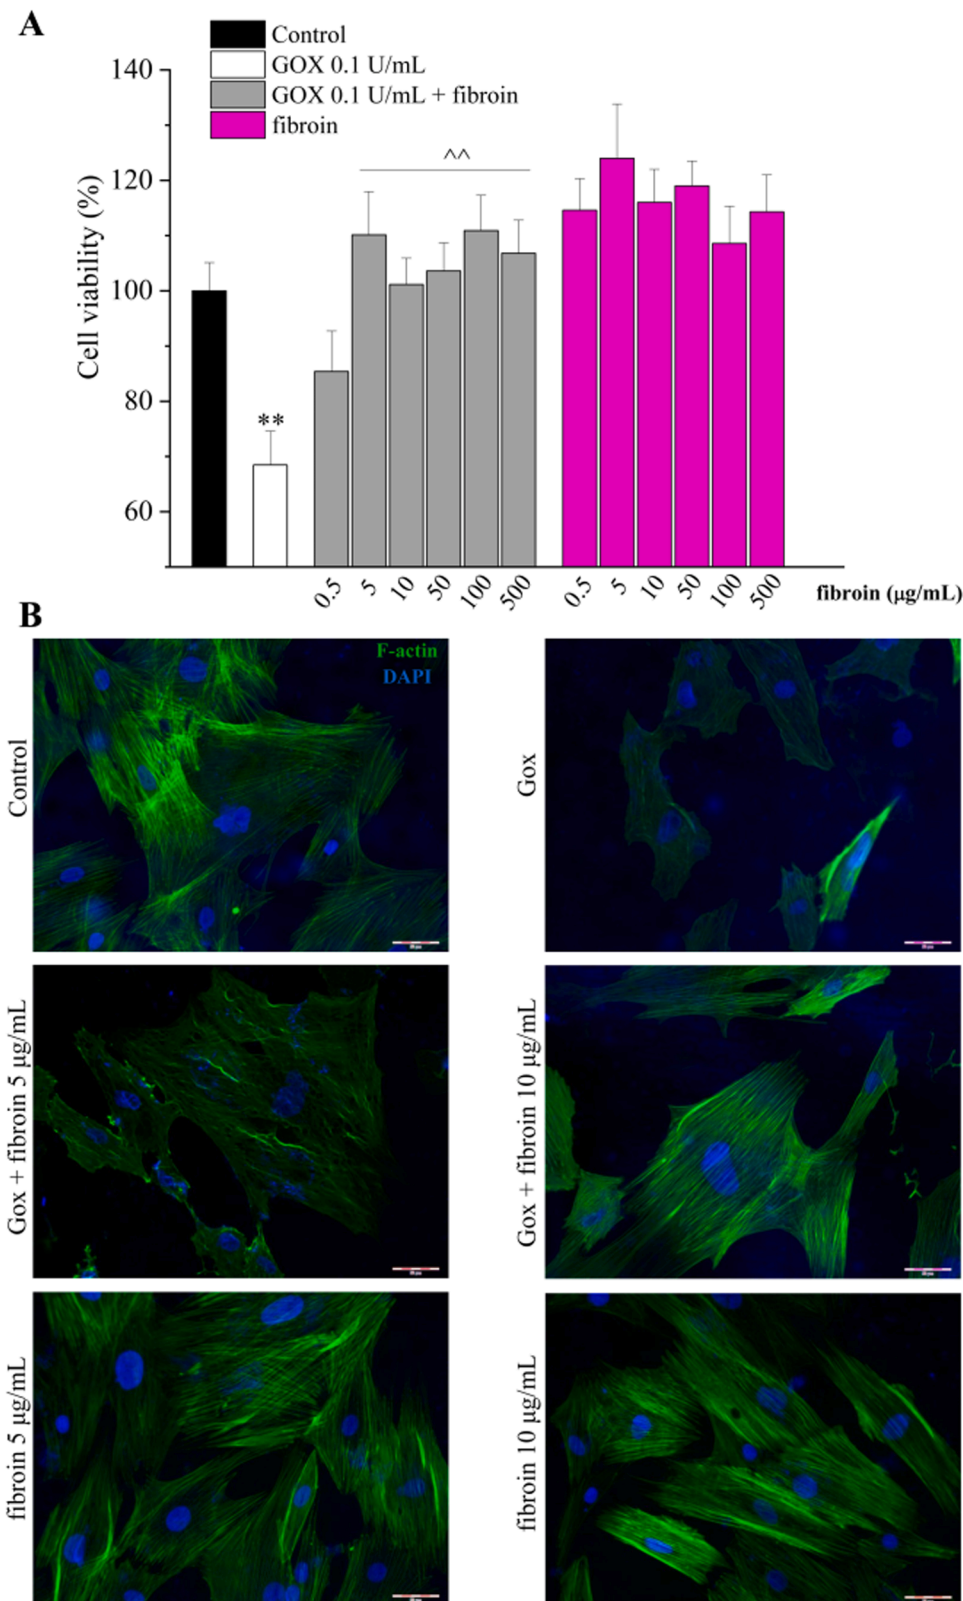 A
Control
GOX 0.1 U/mL
GOX 0.1 U/mL + fibroin
fibroin
Cell viability (%)
140
120
100
80
60
**
^^
0.5 5 10 50 100 500 0.5 5 10 50 100 500 fibroin (μg/mL)
B
Control
F-actin
DAPI
Gox
Gox + fibroin 5 μg/mL
Gox + fibroin 10 μg/mL
fibroin 5 μg/mL
fibroin 10 μg/mL